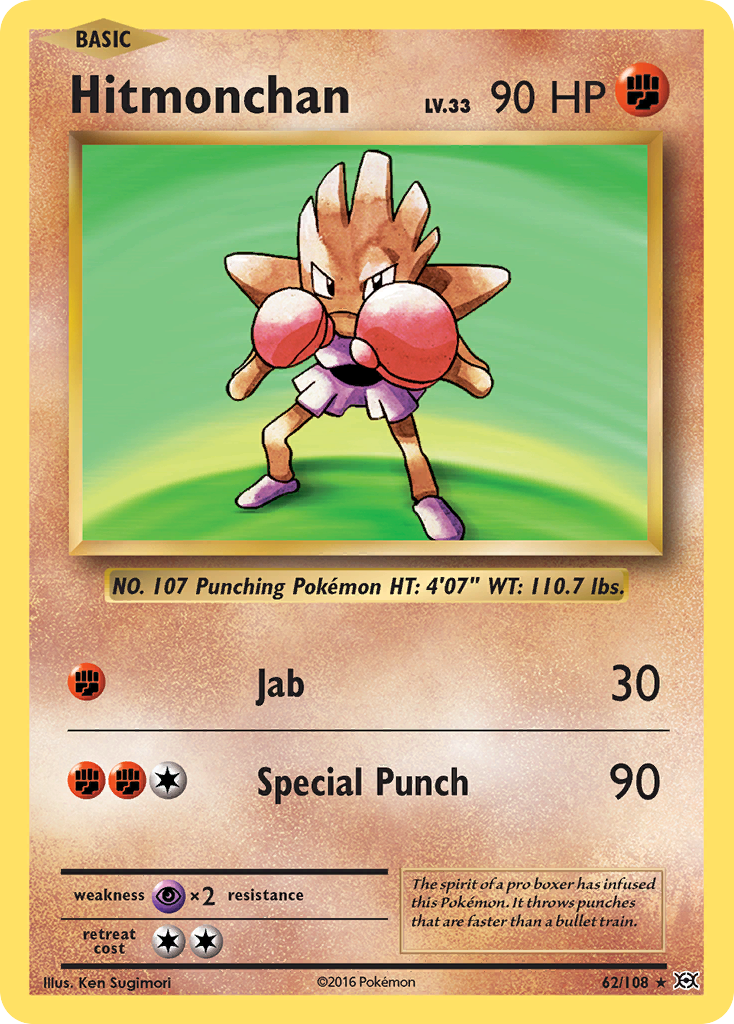 BASIC
Hitmonchan LV.33 90 HP
NO. 107 Punching Pokémon HT: 4'07" WT: 110.7 lbs.
Jab 30
Special Punch 90
weakness ×2 resistance
retreat
cost
The spirit of a pro boxer has infused
this Pokémon. It throws punches
that are faster than a bullet train.
Illus. Ken Sugimori ©2016 Pokémon 62/108 ★